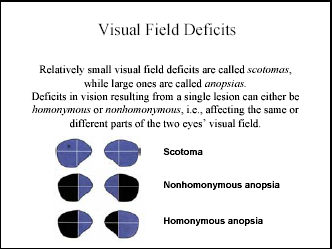 Visual Field Deficits
Relatively small visual field deficits are called scotomas,
while large ones are called anopsias.
Deficits in vision resulting from a single lesion can either be
homonymous or nonhomonymous, i.e., affecting the same or
different parts of the two eyes' visual field.
Scotoma
Nonhomonymous anopsia
Homonymous anopsia